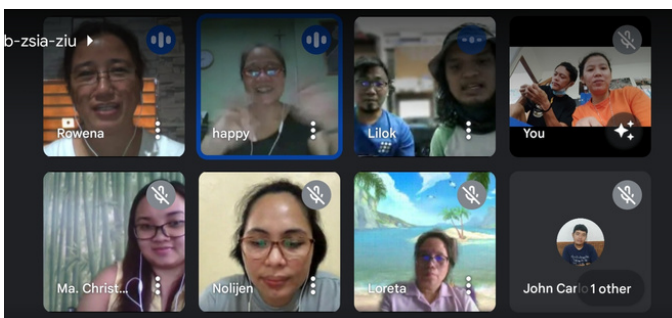 b-zsia-ziu
Rowena
happy
Lilok
You
Ma. Christ...
Nolijen
Loreta
John Carlo
1 other